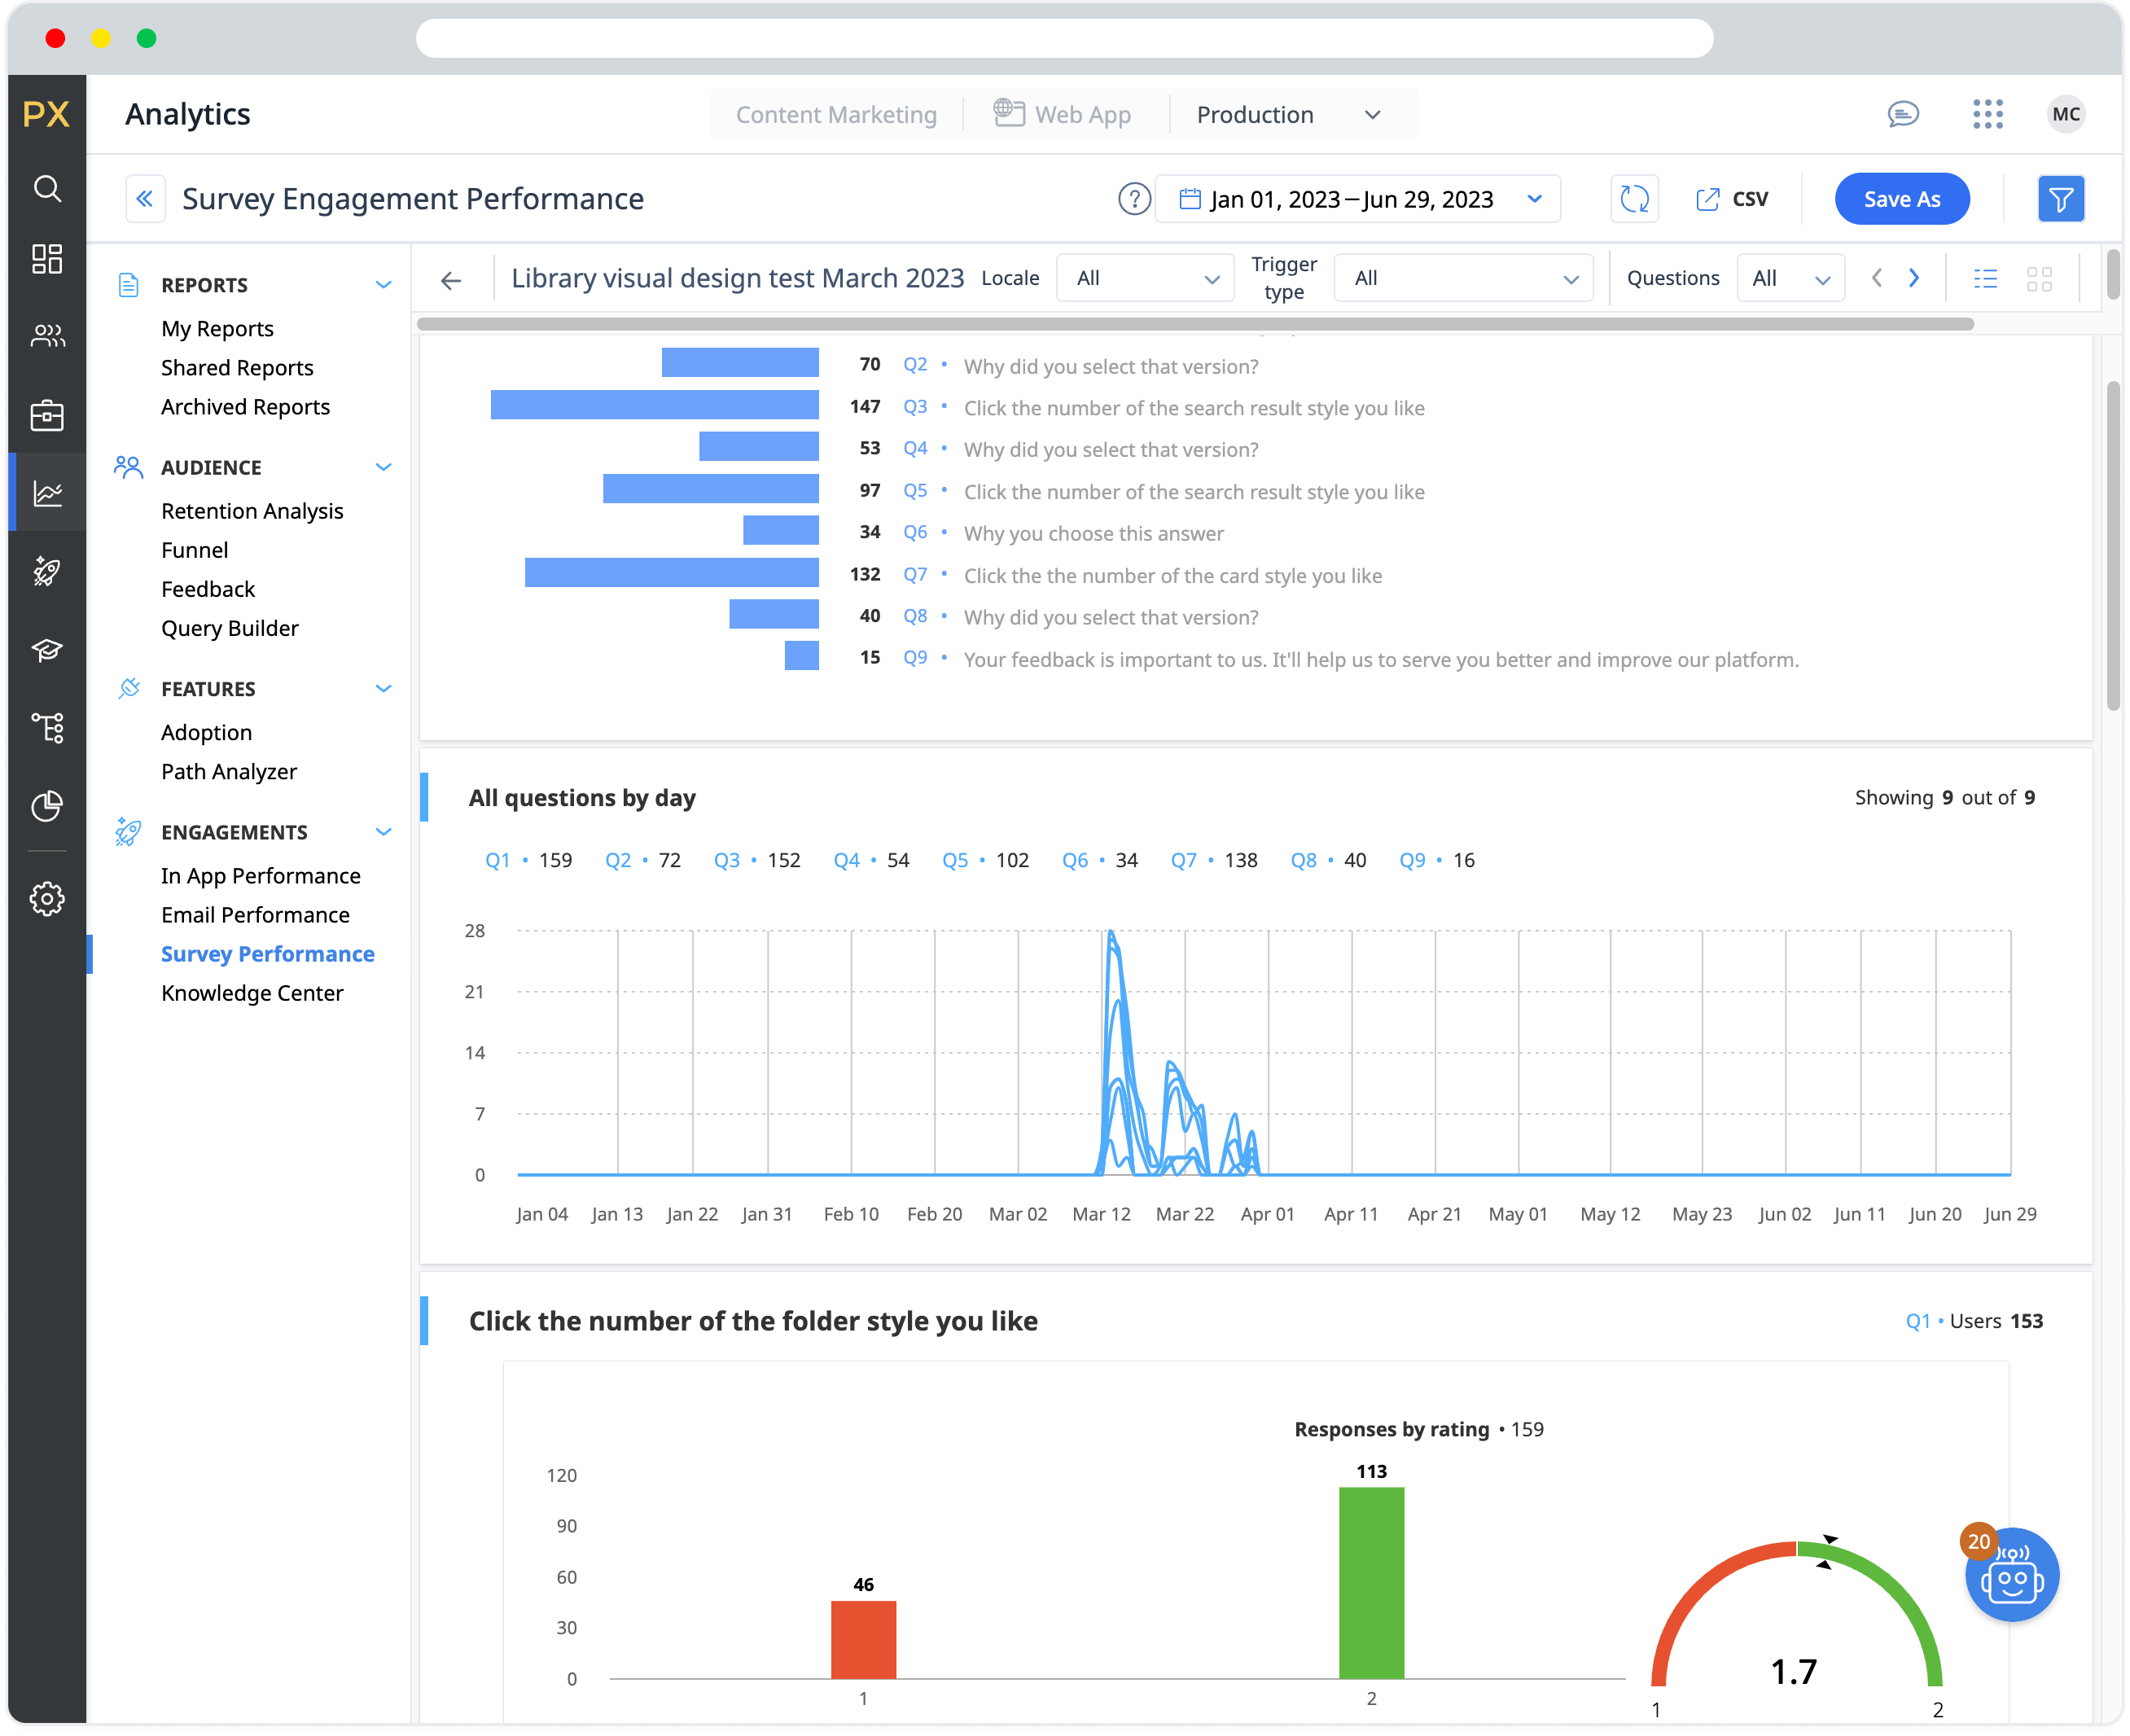 PX
Analytics
Content Marketing
Web App
Production
MC
Survey Engagement Performance
?
Jan 01, 2023 – Jun 29, 2023
CSV
Save As
REPORTS
My Reports
Shared Reports
Archived Reports
AUDIENCE
Retention Analysis
Funnel
Feedback
Query Builder
FEATURES
Adoption
Path Analyzer
ENGAGEMENTS
In App Performance
Email Performance
Survey Performance
Knowledge Center
Library visual design test March 2023
Locale
All
Trigger
type
All
Questions
All
70 Q2 • Why did you select that version?
147 Q3 • Click the number of the search result style you like
53 Q4 • Why did you select that version?
97 Q5 • Click the number of the search result style you like
34 Q6 • Why you choose this answer
132 Q7 • Click the the number of the card style you like
40 Q8 • Why did you select that version?
15 Q9 • Your feedback is important to us. It'll help us to serve you better and improve our platform.
All questions by day
Showing 9 out of 9
Q1 • 159 Q2 • 72 Q3 • 152 Q4 • 54 Q5 • 102 Q6 • 34 Q7 • 138 Q8 • 40 Q9 • 16
28
21
14
7
0
Jan 04 Jan 13 Jan 22 Jan 31 Feb 10 Feb 20 Mar 02 Mar 12 Mar 22 Apr 01 Apr 11 Apr 21 May 01 May 12 May 23 Jun 02 Jun 11 Jun 20 Jun 29
Click the number of the folder style you like
Q1 • Users 153
Responses by rating • 159
120
90
60
30
0
46
113
1
2
1.7
1
2
20